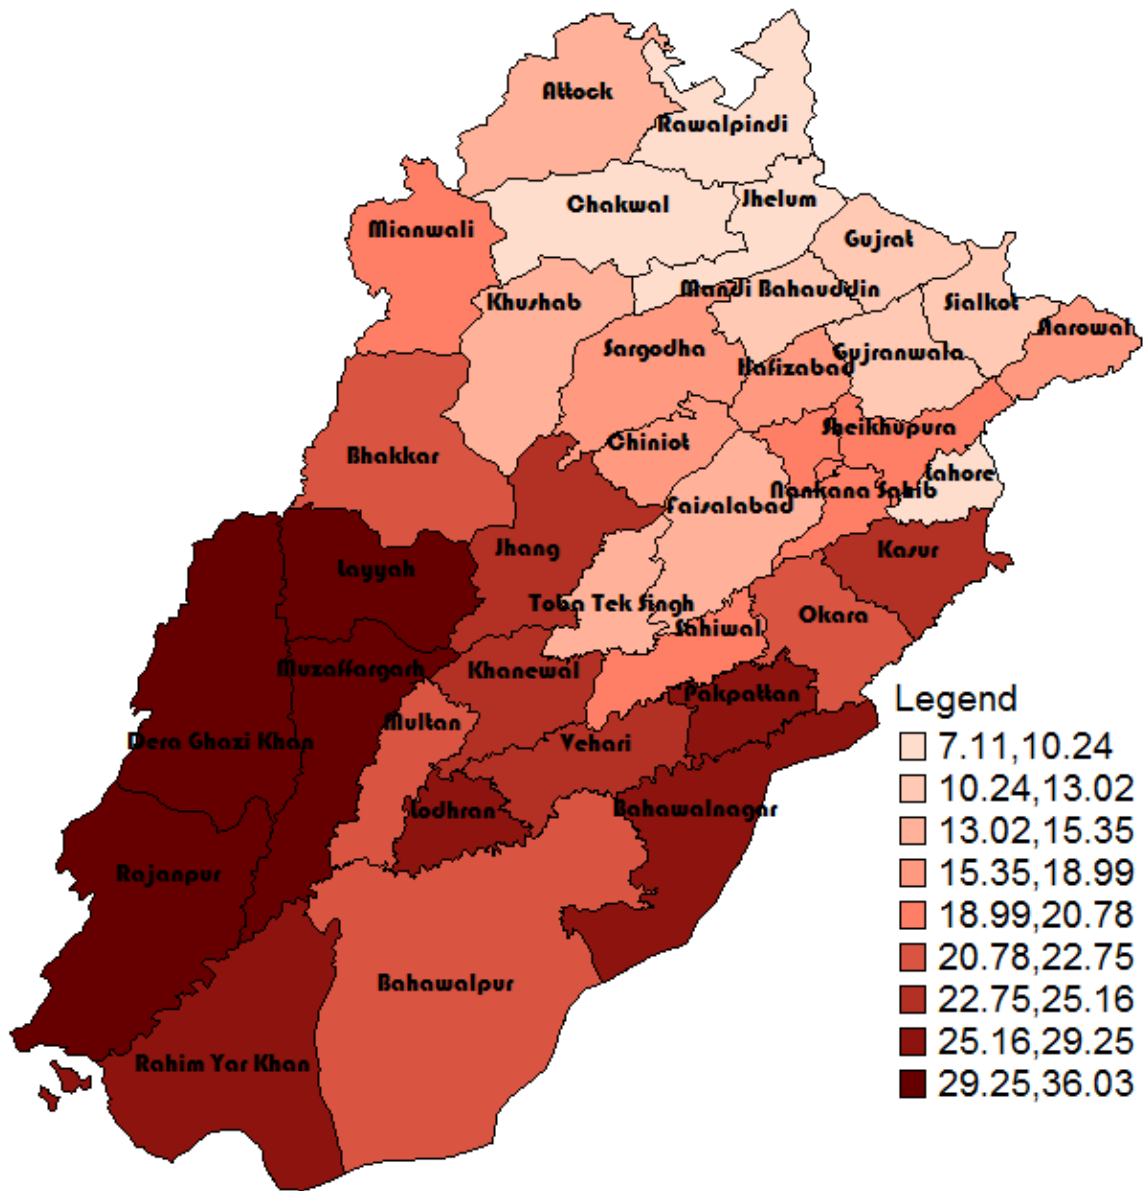 Attock
Rawalpindi
Chakwal
Jhelum
Mianwali
Gujrat
Khushab
Mandi Bahauddin
Sialkot
Narowal
Sargodha
Hafizabad
Gujranwala
Sheikhupura
Chiniot
Bhakkar
Lahore
Nankana Sahib
Faisalabad
Jhang
Kasur
Layyah
Toba Tek Singh
Okara
Sahiwal
Muzaffargarh
Khanewal
Pakpattan
Multan
Dera Ghazi Khan
Vehari
Lodhran
Bahawalnagar
Rajanpur
Bahawalpur
Rahim Yar Khan
Legend
7.11,10.24
10.24,13.02
13.02,15.35
15.35,18.99
18.99,20.78
20.78,22.75
22.75,25.16
25.16,29.25
29.25,36.03